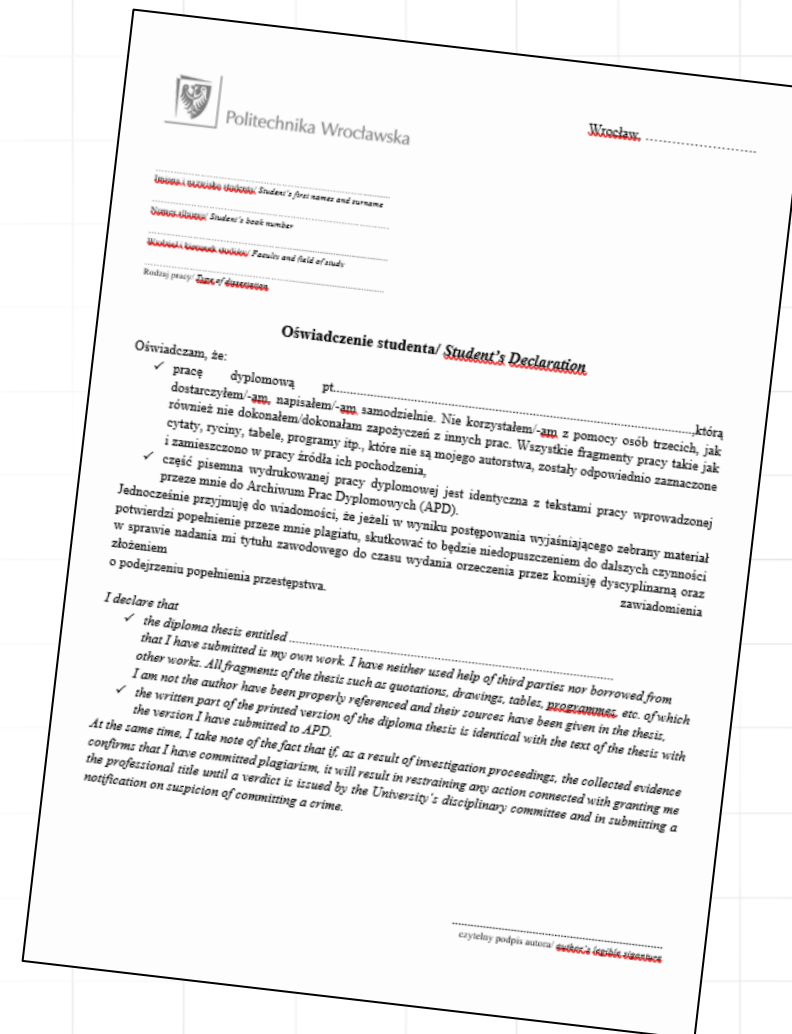 Politechnika Wrocławska
Wrocław, ................................
................................................................
Imiona i nazwisko studenta/ Student's first names and surname
................................................................
Numer albumu/ Student's book number
................................................................
Wydział i kierunek studiów/ Faculty and field of study
................................................................
Rodzaj pracy/ Type of dissertation
Oświadczenie studenta/ Student's Declaration
Oświadczam, że:
✓ pracę dyplomową pt...............................................................................................,którą
dostarczyłem/-am, napisałem/-am samodzielnie. Nie korzystałem/-am z pomocy osób trzecich, jak
również nie dokonałem/dokonałam zapożyczeń z innych prac. Wszystkie fragmenty pracy takie jak
cytaty, ryciny, tabele, programy itp., które nie są mojego autorstwa, zostały odpowiednio zaznaczone
i zamieszczono w pracy źródła ich pochodzenia,
✓ część pisemna wydrukowanej pracy dyplomowej jest identyczna z tekstami pracy wprowadzonej
przeze mnie do Archiwum Prac Dyplomowych (APD).
Jednocześnie przyjmuję do wiadomości, że jeżeli w wyniku postępowania wyjaśniającego zebrany materiał
potwierdzi popełnienie przeze mnie plagiatu, skutkować to będzie niedopuszczeniem do dalszych czynności
w sprawie nadania mi tytułu zawodowego do czasu wydania orzeczenia przez komisję dyscyplinarną oraz
złożeniem zawiadomienia
o podejrzeniu popełnienia przestępstwa.
I declare that
✓ the diploma thesis entitled ................................................................................
that I have submitted is my own work. I have neither used help of third parties nor borrowed from
other works. All fragments of the thesis such as quotations, drawings, tables, programmes, etc. of which
I am not the author have been properly referenced and their sources have been given in the thesis,
✓ the written part of the printed version of the diploma thesis is identical with the text of the thesis with
the version I have submitted to APD.
At the same time, I take note of the fact that if, as a result of investigation proceedings, the collected evidence
confirms that I have committed plagiarism, it will result in restraining any action connected with granting me
the professional title until a verdict is issued by the University's disciplinary committee and in submitting a
notification on suspicion of committing a crime.
................................................................
czytelny podpis autora/ author's legible signature